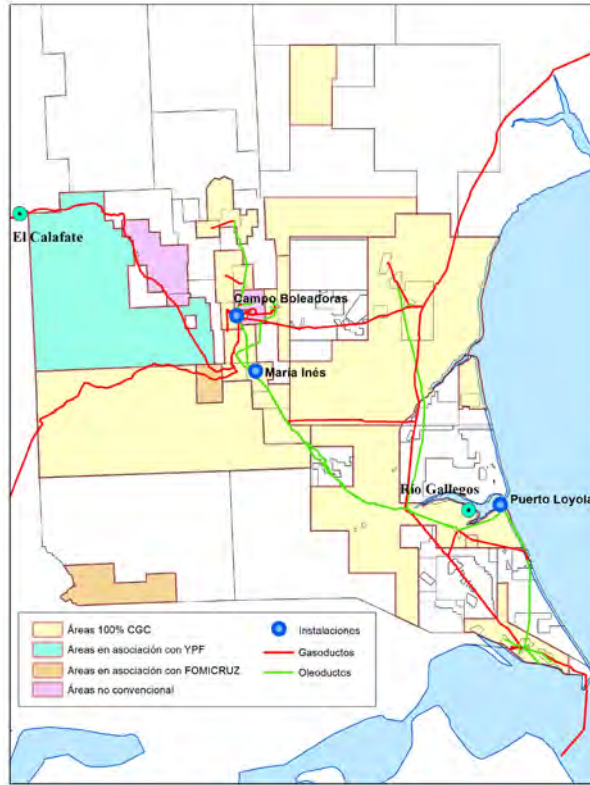 El Calafate
Campo Boleadoras
María Inés
Río Gallegos
Puerto Loyola
Áreas 100% CGC
Áreas en asociación con YPF
Áreas en asociación con FOMICRUZ
Áreas no convencional
Instalaciones
Gasoductos
Oleoductos